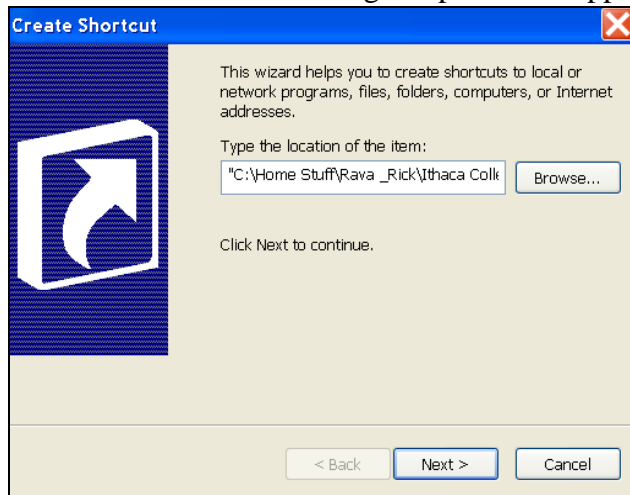 Create Shortcut
This wizard helps you to create shortcuts to local or
network programs, files, folders, computers, or Internet
addresses.
Type the location of the item:
"C:\Home Stuff\Rava _Rick\Ithaca Colle
Browse...
Click Next to continue.
< Back Next > Cancel